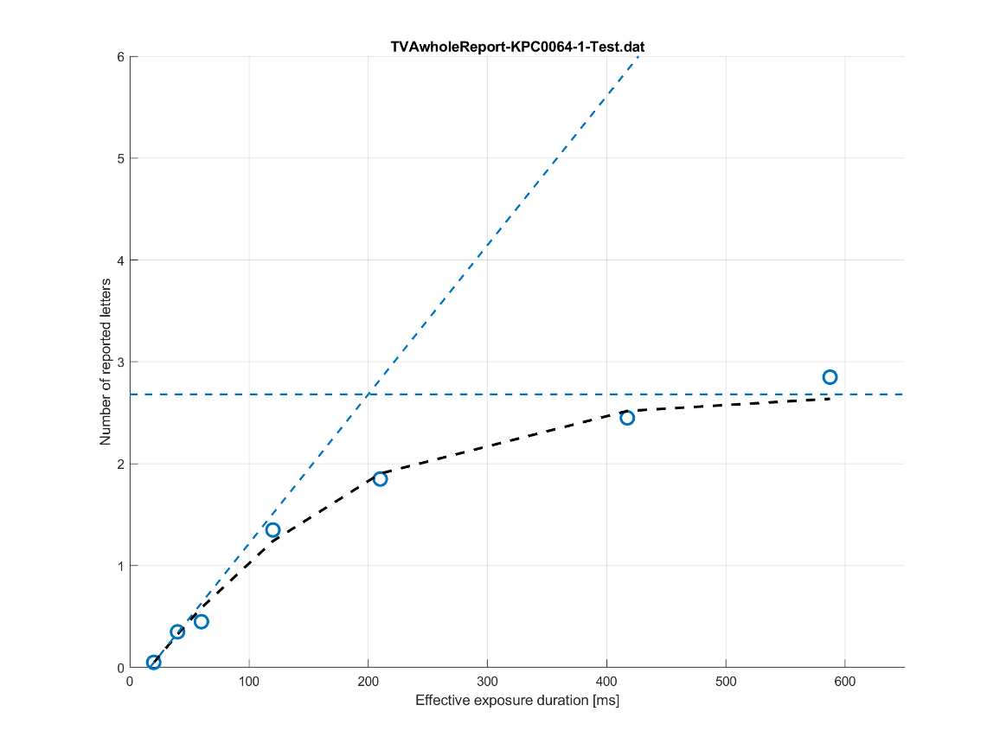 TVAwholeReport-KPC0064-1-Test.dat
6
5
4
3
2
1
0
Number of reported letters
0 100 200 300 400 500 600
Effective exposure duration [ms]